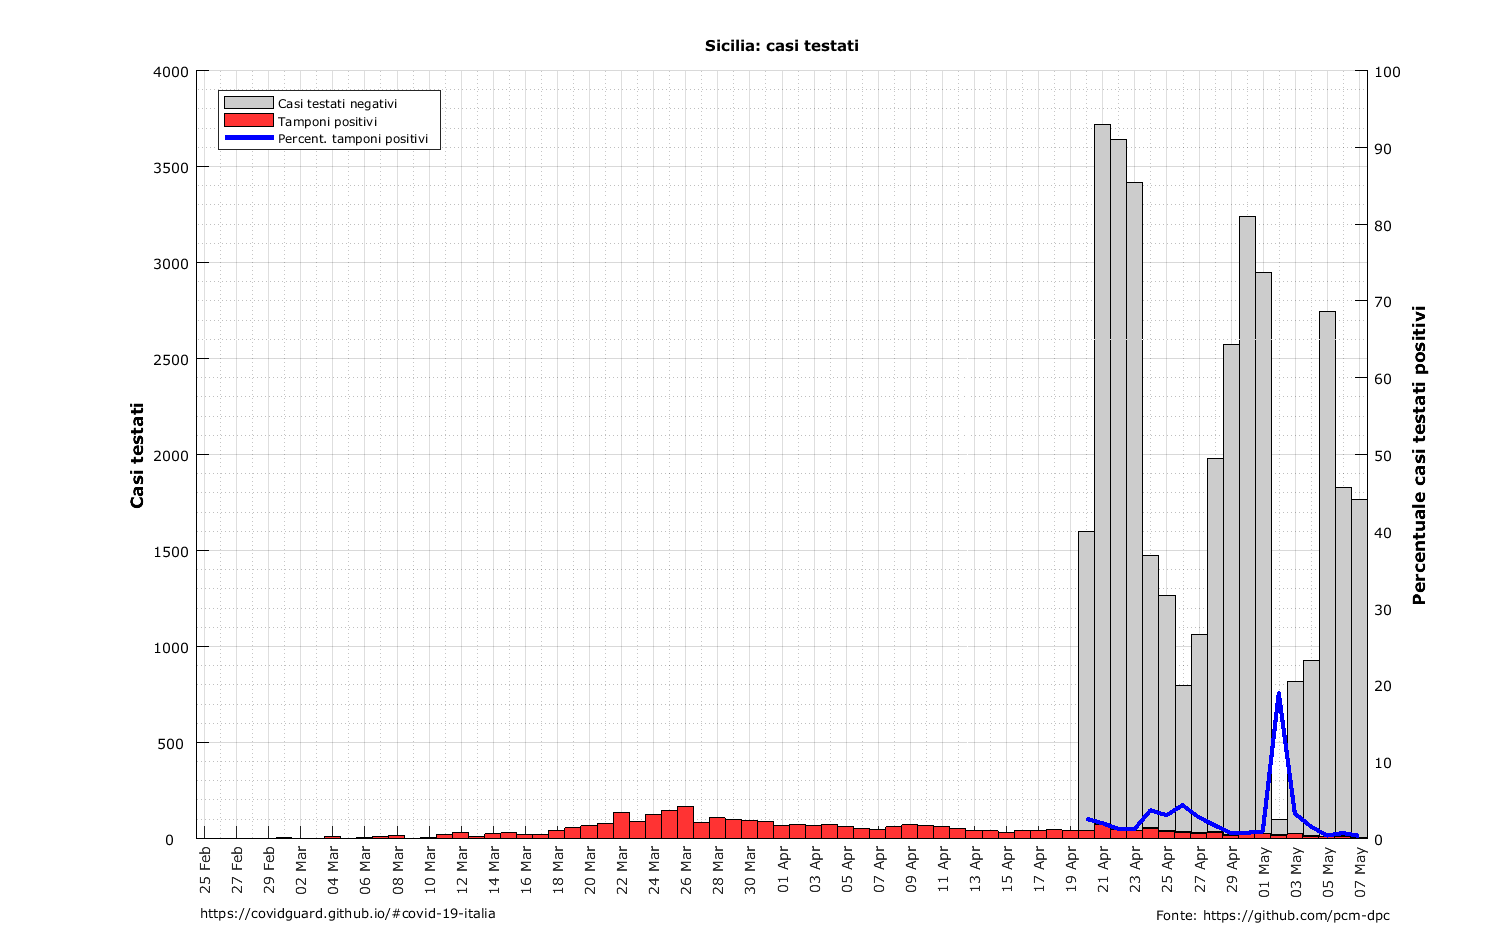 Sicilia: casi testati
Casi testati negativi
Tamponi positivi
Percent. tamponi positivi
Casi testati
4000
3500
3000
2500
2000
1500
1000
500
0
100
90
80
70
60
50
40
30
20
10
0
Percentuale casi testati positivi
25 Feb
27 Feb
29 Feb
02 Mar
04 Mar
06 Mar
08 Mar
10 Mar
12 Mar
14 Mar
16 Mar
18 Mar
20 Mar
22 Mar
24 Mar
26 Mar
28 Mar
30 Mar
01 Apr
03 Apr
05 Apr
07 Apr
09 Apr
11 Apr
13 Apr
15 Apr
17 Apr
19 Apr
21 Apr
23 Apr
25 Apr
27 Apr
29 Apr
01 May
03 May
05 May
07 May
https://covidguard.github.io/#covid-19-italia
Fonte: https://github.com/pcm-dpc